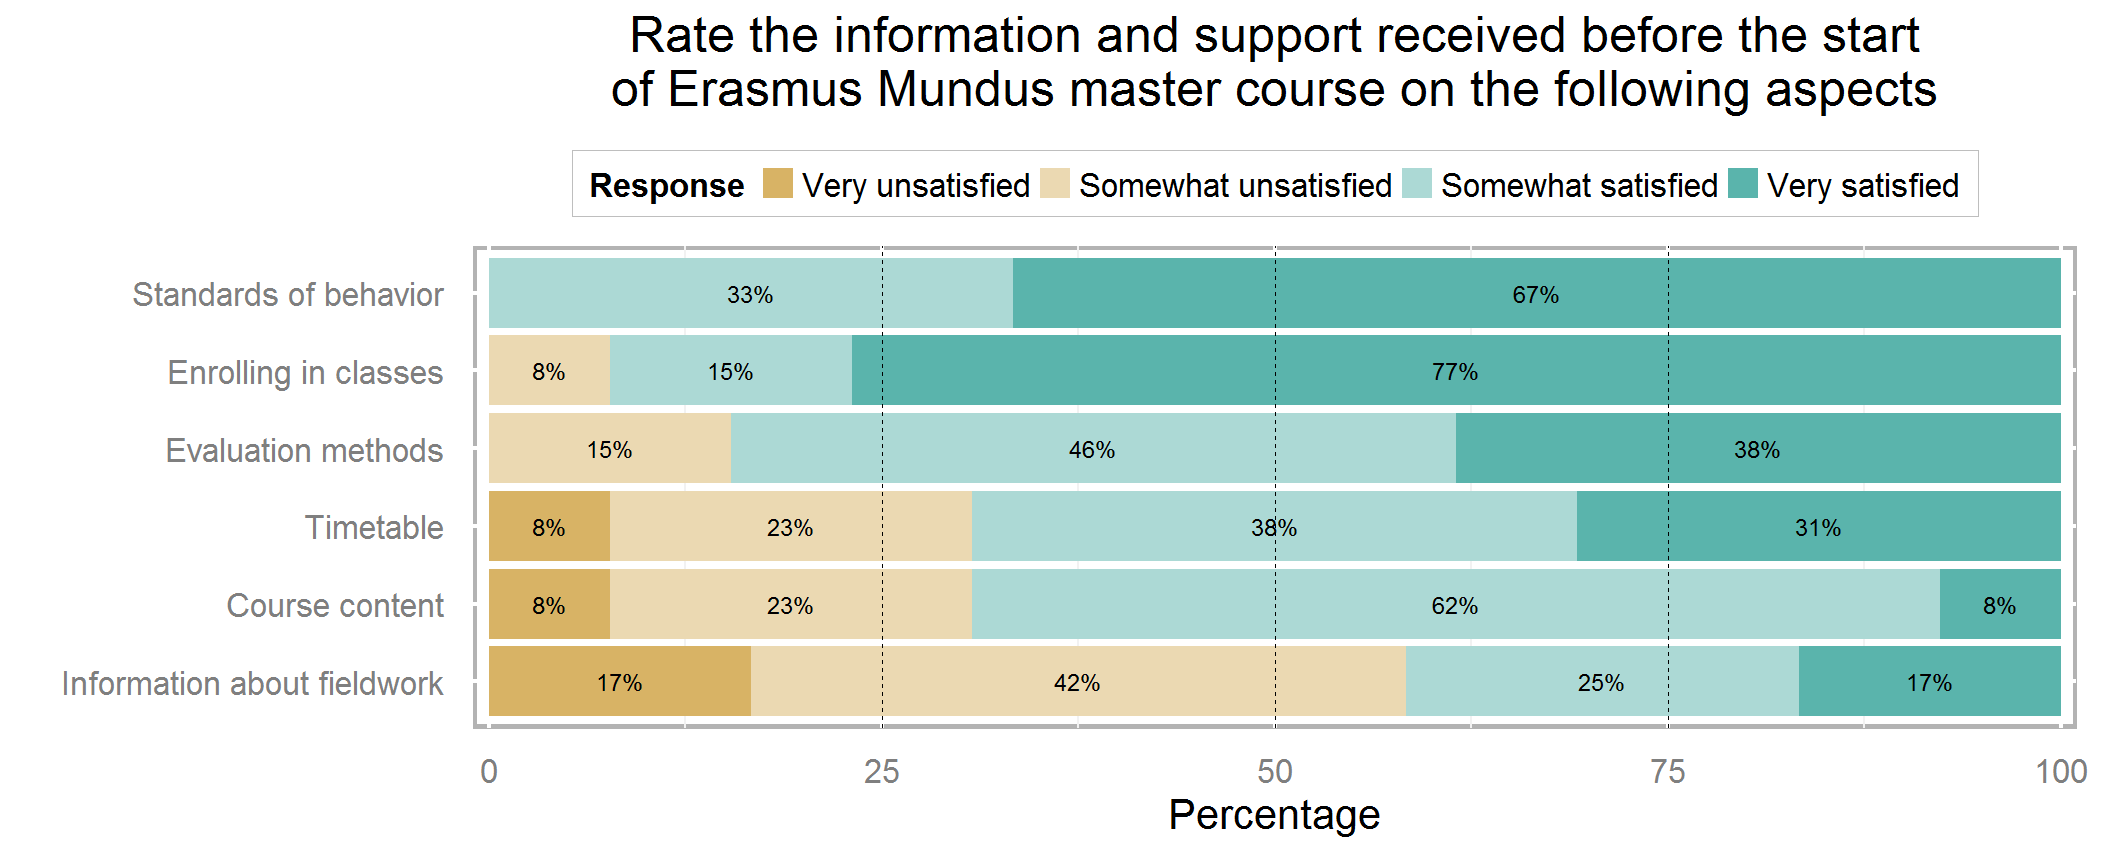 Rate the information and support received before the start
of Erasmus Mundus master course on the following aspects
Response Very unsatisfied Somewhat unsatisfied Somewhat satisfied Very satisfied
Standards of behavior 33% 67%
Enrolling in classes 8% 15% 77%
Evaluation methods 15% 46% 38%
Timetable 8% 23% 38% 31%
Course content 8% 23% 62% 8%
Information about fieldwork 17% 42% 25% 17%
0 25 50 75 100
Percentage